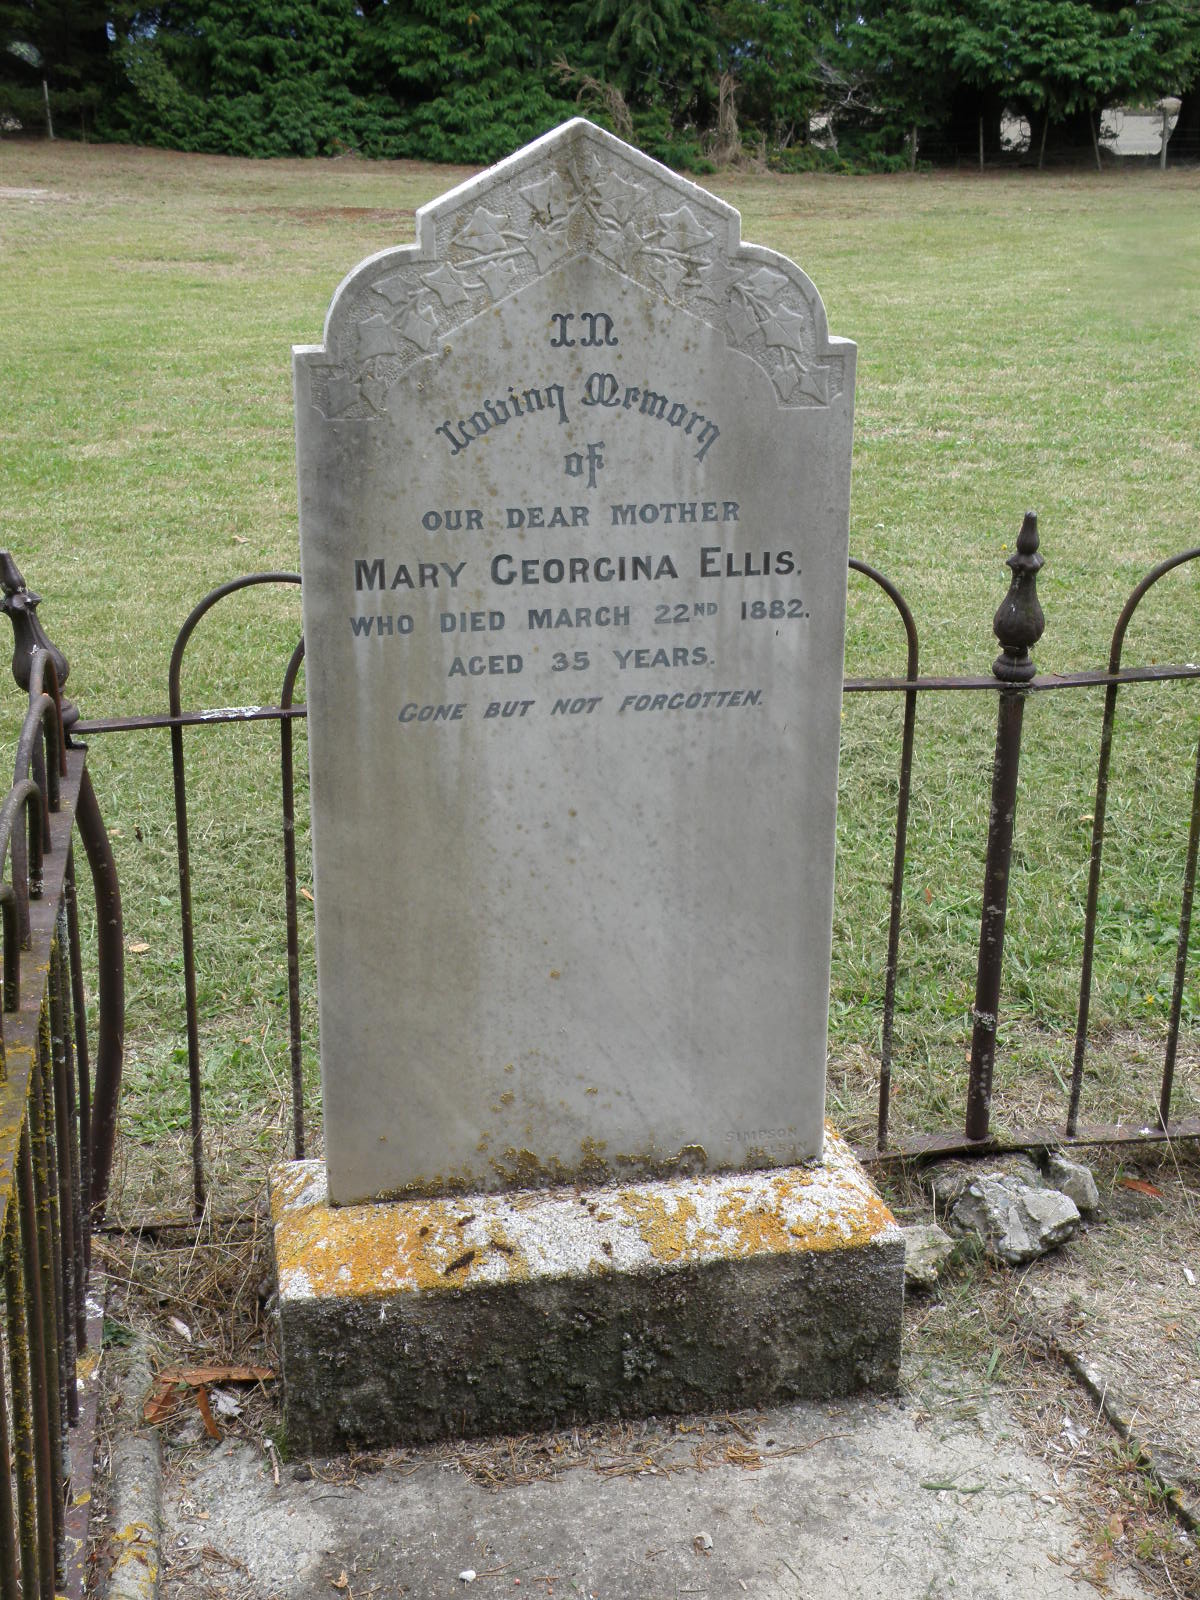 In
Loving Memory
of
OUR DEAR MOTHER
MARY GEORGINA ELLIS.
WHO DIED MARCH 22ND 1882.
AGED 35 YEARS.
GONE BUT NOT FORGOTTEN.
SIMPSON
NELSON